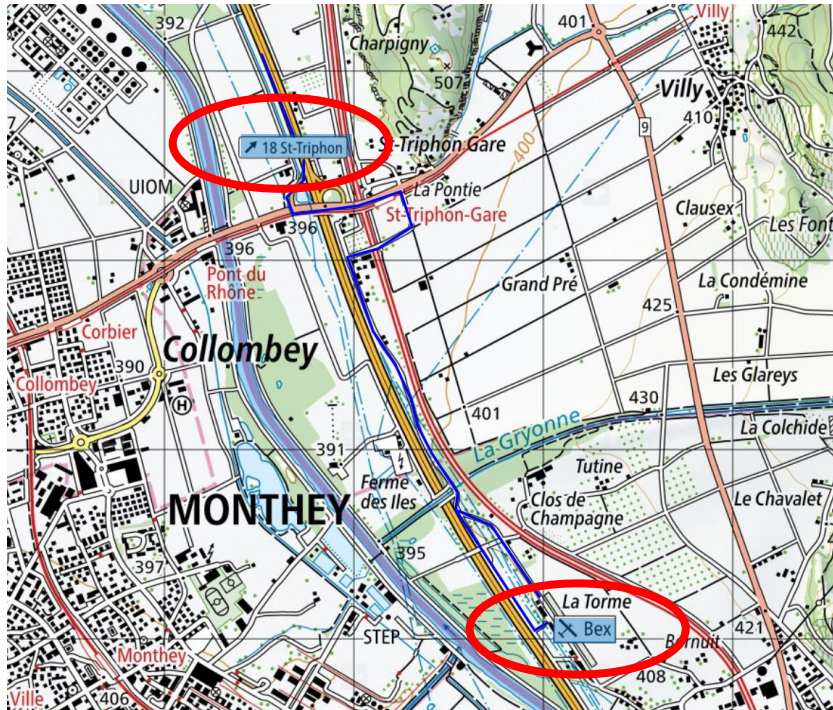 392
Charpigny
401
Villy
442
507
Villy
410
18 St-Triphon
St-Triphon Gare
9
400
UIOM
La Pontie
St-Triphon-Gare
396
396
Clausex
Les Font
Pont du
Rhône
Grand Pré
La Condémine
425
Corbier
Collombey
390
Collombey
Les Glareys
H
401
430
La Gryonne
La Colchide
391
Tutine
Ferme
des Iles
Clos de
Champagne
Le Chavalet
MONTHEY
395
397
La Torme
Bex
STEP
421
Monthey
408
Ville
406